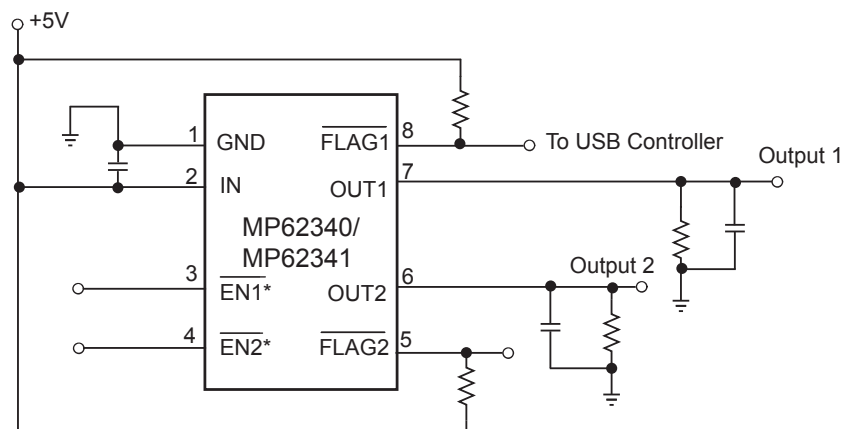 +5V
1
GND
FLAG1
8
To USB Controller
2
IN
OUT1
7
Output 1
MP62340/
MP62341
3
EN1*
OUT2
6
Output 2
4
EN2*
FLAG2
5